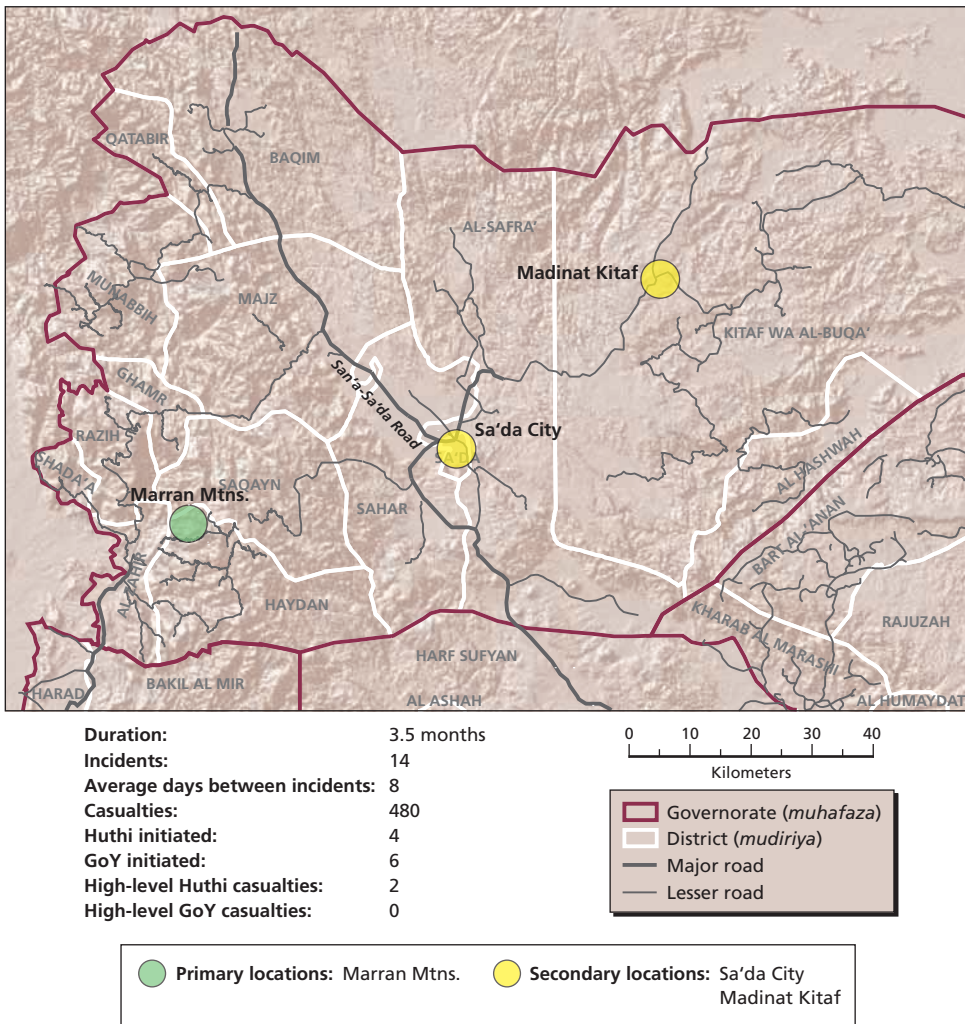 QATABIR
BAQIM
AL-SAFRA'
Madinat Kitaf
MUNABBIH
MAJZ
KITAF WA AL-BUQA'
GHAMR
San'a-Sa'da Road
Sa'da City
SA'DA
RAZIH
SHADA'A
SAQAYN
Marran Mtns.
SAHAR
AL HASHWAH
BART AL 'ANAN
AL ZAHIR
HAYDAN
KHARAB AL MARASHI
RAJUZAH
HARF SUFYAN
HARAD
BAKIL AL MIR
AL ASHAH
AL HUMAYDAT
Duration: 3.5 months
Incidents: 14
Average days between incidents: 8
Casualties: 480
Huthi initiated: 4
GoY initiated: 6
High-level Huthi casualties: 2
High-level GoY casualties: 0
0 10 20 30 40
Kilometers
Governorate (muhafaza)
District (mudiriya)
Major road
Lesser road
Primary locations: Marran Mtns.
Secondary locations: Sa'da City
Madinat Kitaf